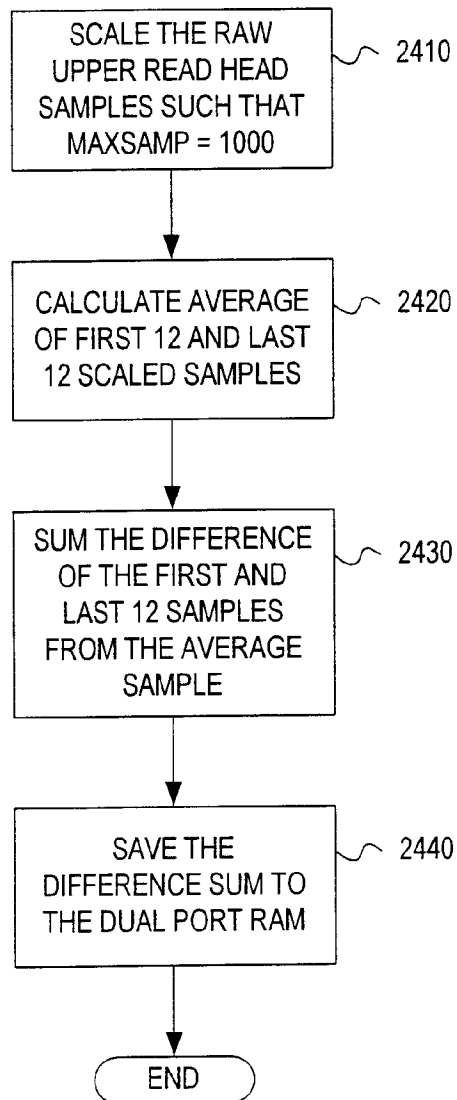 SCALE THE RAW
UPPER READ HEAD
SAMPLES SUCH THAT
MAXSAMP = 1000
2410
CALCULATE AVERAGE
OF FIRST 12 AND LAST
12 SCALED SAMPLES
2420
SUM THE DIFFERENCE
OF THE FIRST AND
LAST 12 SAMPLES
FROM THE AVERAGE
SAMPLE
2430
SAVE THE
DIFFERENCE SUM TO
THE DUAL PORT RAM
2440
END